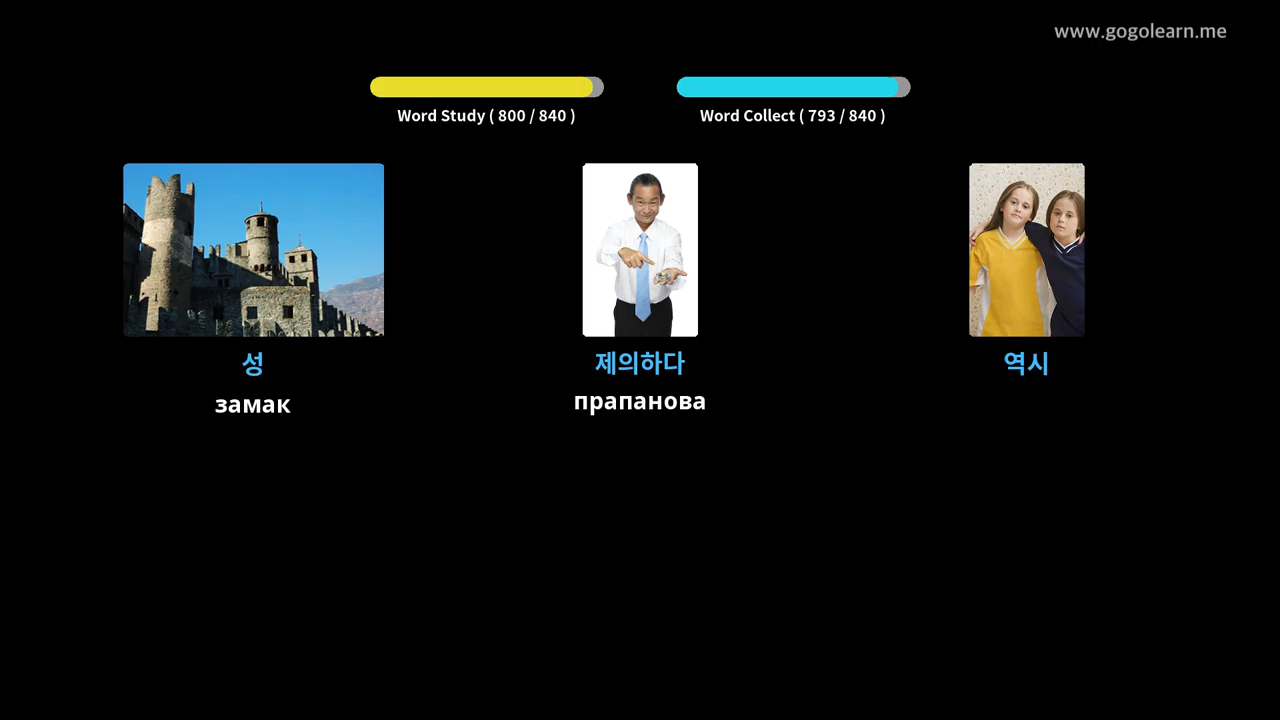 www.gogolearn.me
Word Study ( 800 / 840 )
Word Collect ( 793 / 840 )
성
제의하다
역시
замак
прапанова